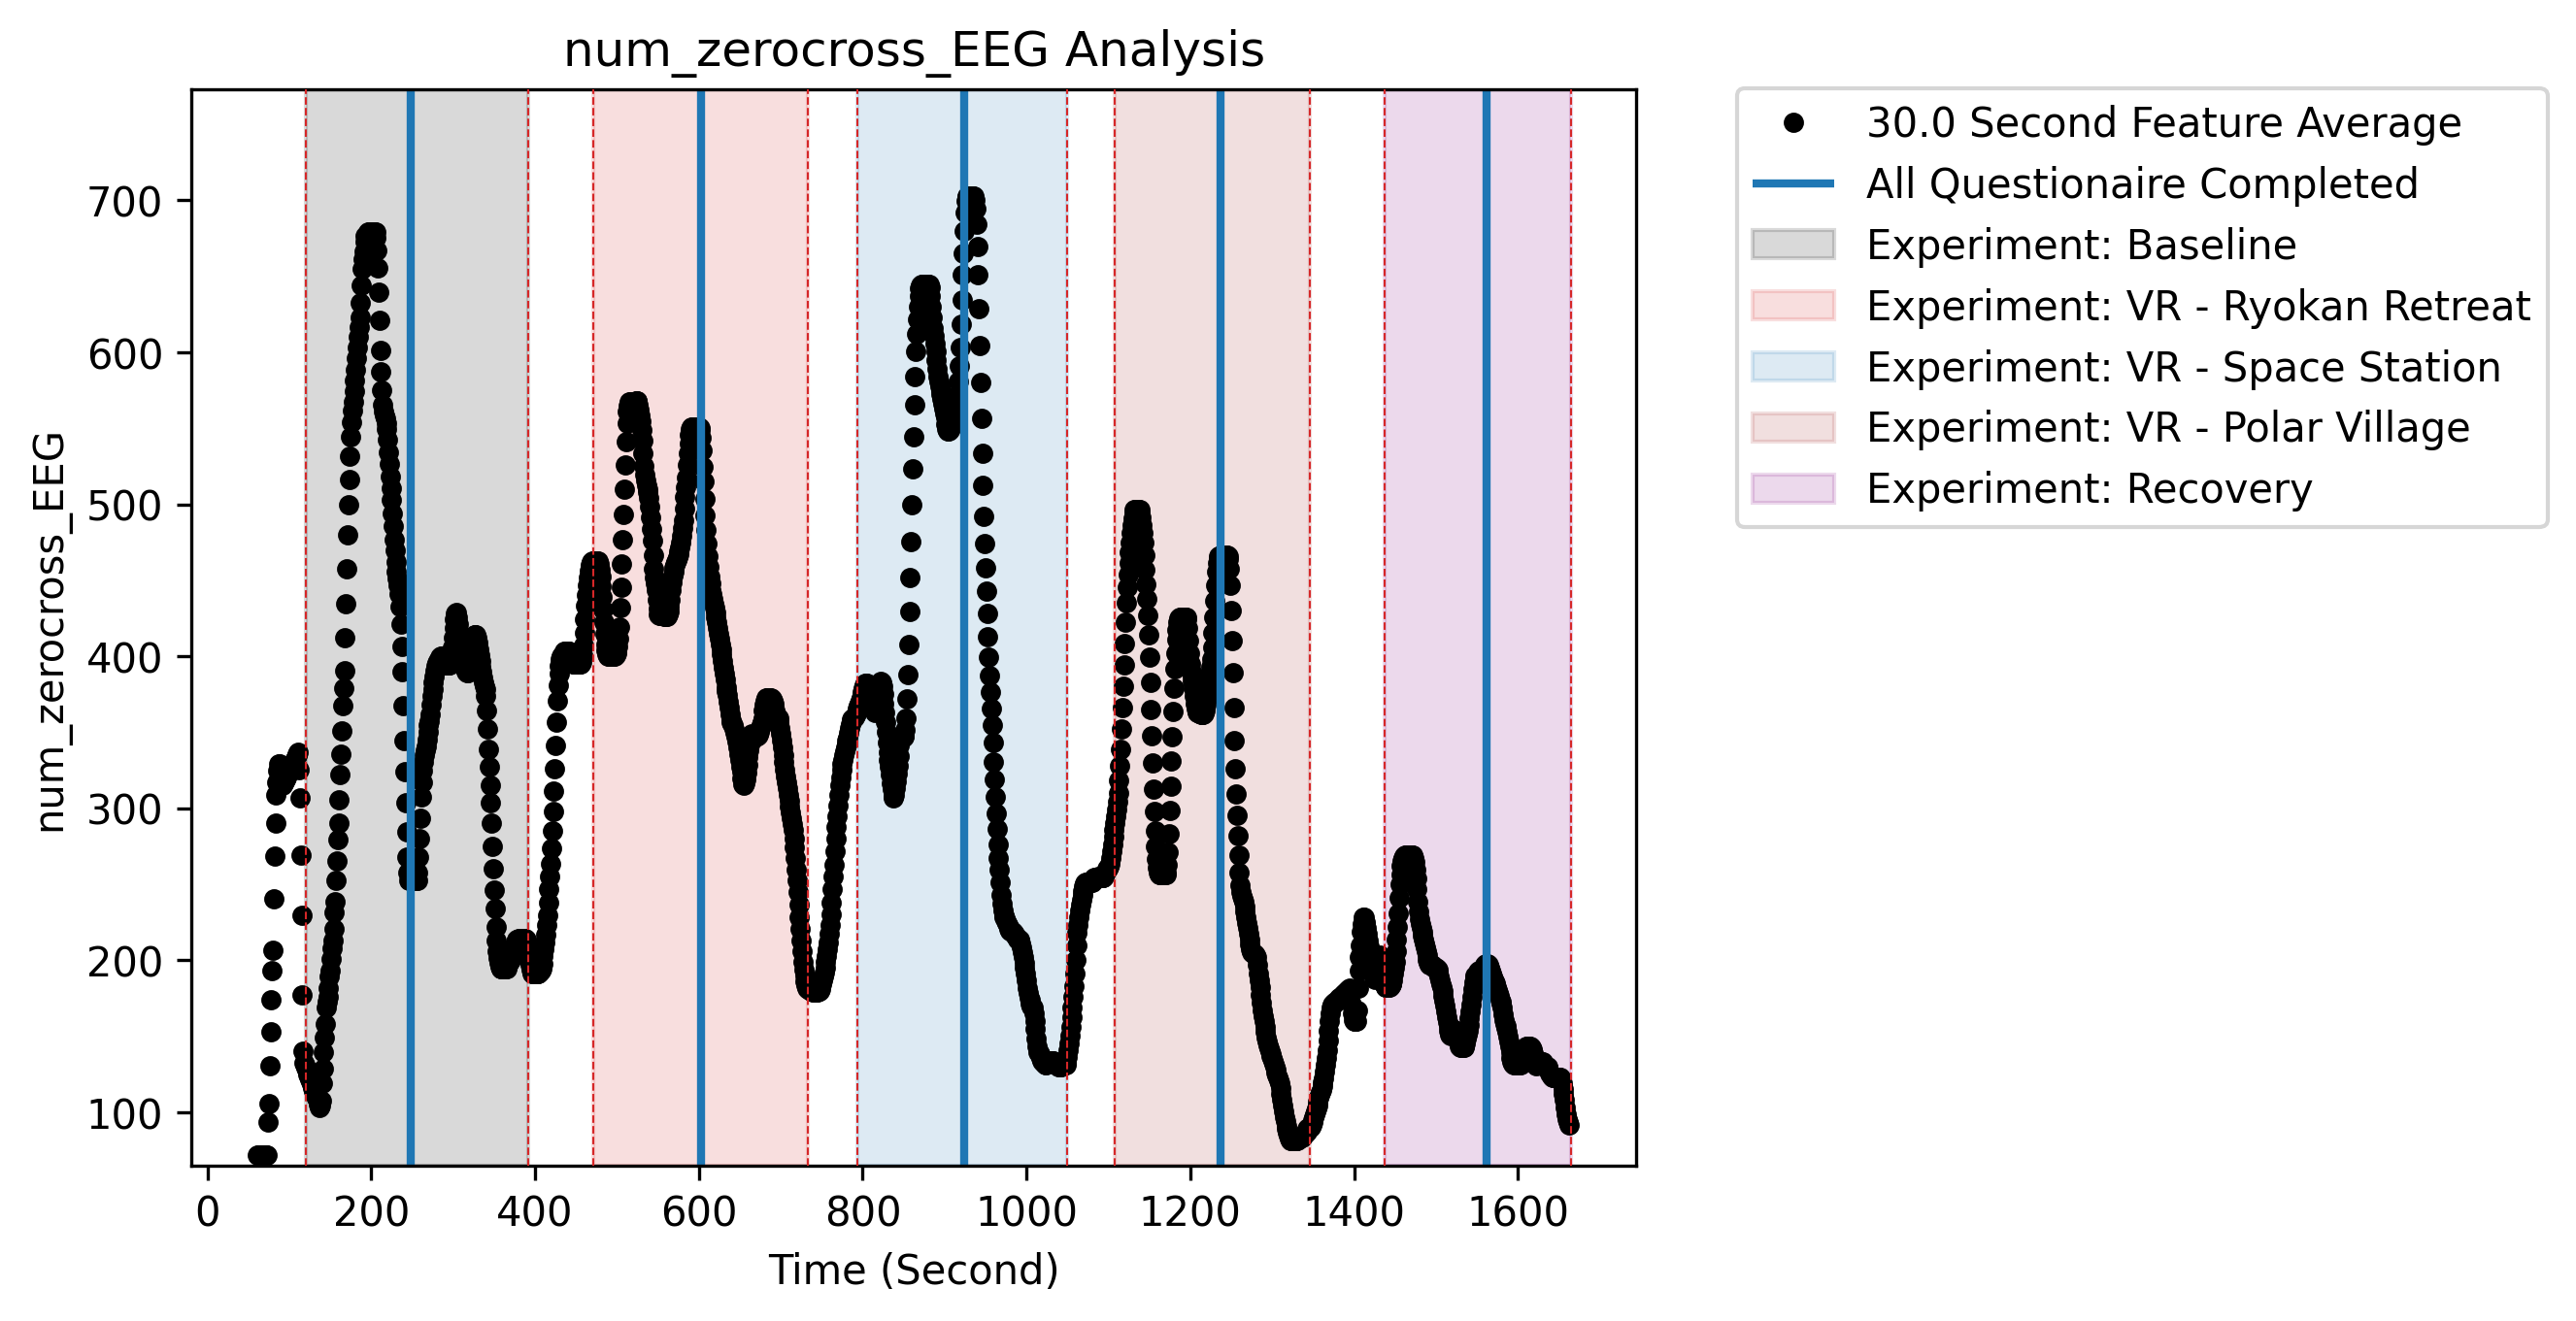 num_zerocross_EEG Analysis
num_zerocross_EEG
700
600
500
400
300
200
100
0 200 400 600 800 1000 1200 1400 1600
Time (Second)
30.0 Second Feature Average
All Questionaire Completed
Experiment: Baseline
Experiment: VR - Ryokan Retreat
Experiment: VR - Space Station
Experiment: VR - Polar Village
Experiment: Recovery